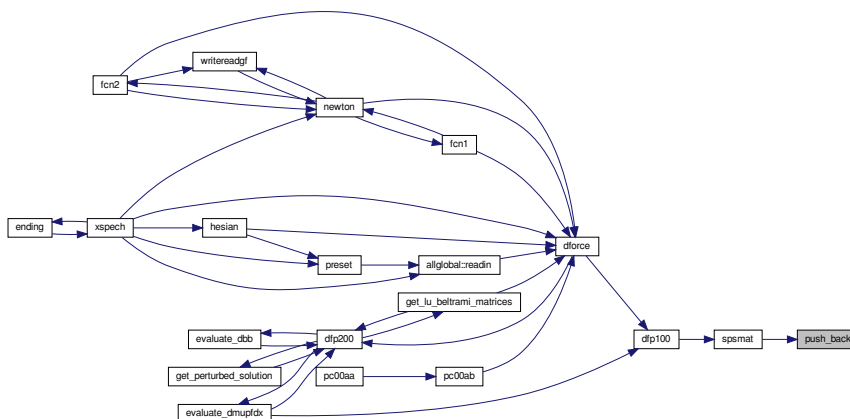 writereadgf
fcn2
newton
fcn1
ending
xspech
hesian
dforce
preset
allglobal::readin
get_lu_beltrami_matrices
evaluate_dbb
dfp200
dfp100
spsmat
push_back
get_perturbed_solution
pc00aa
pc00ab
evaluate_dmupfdx